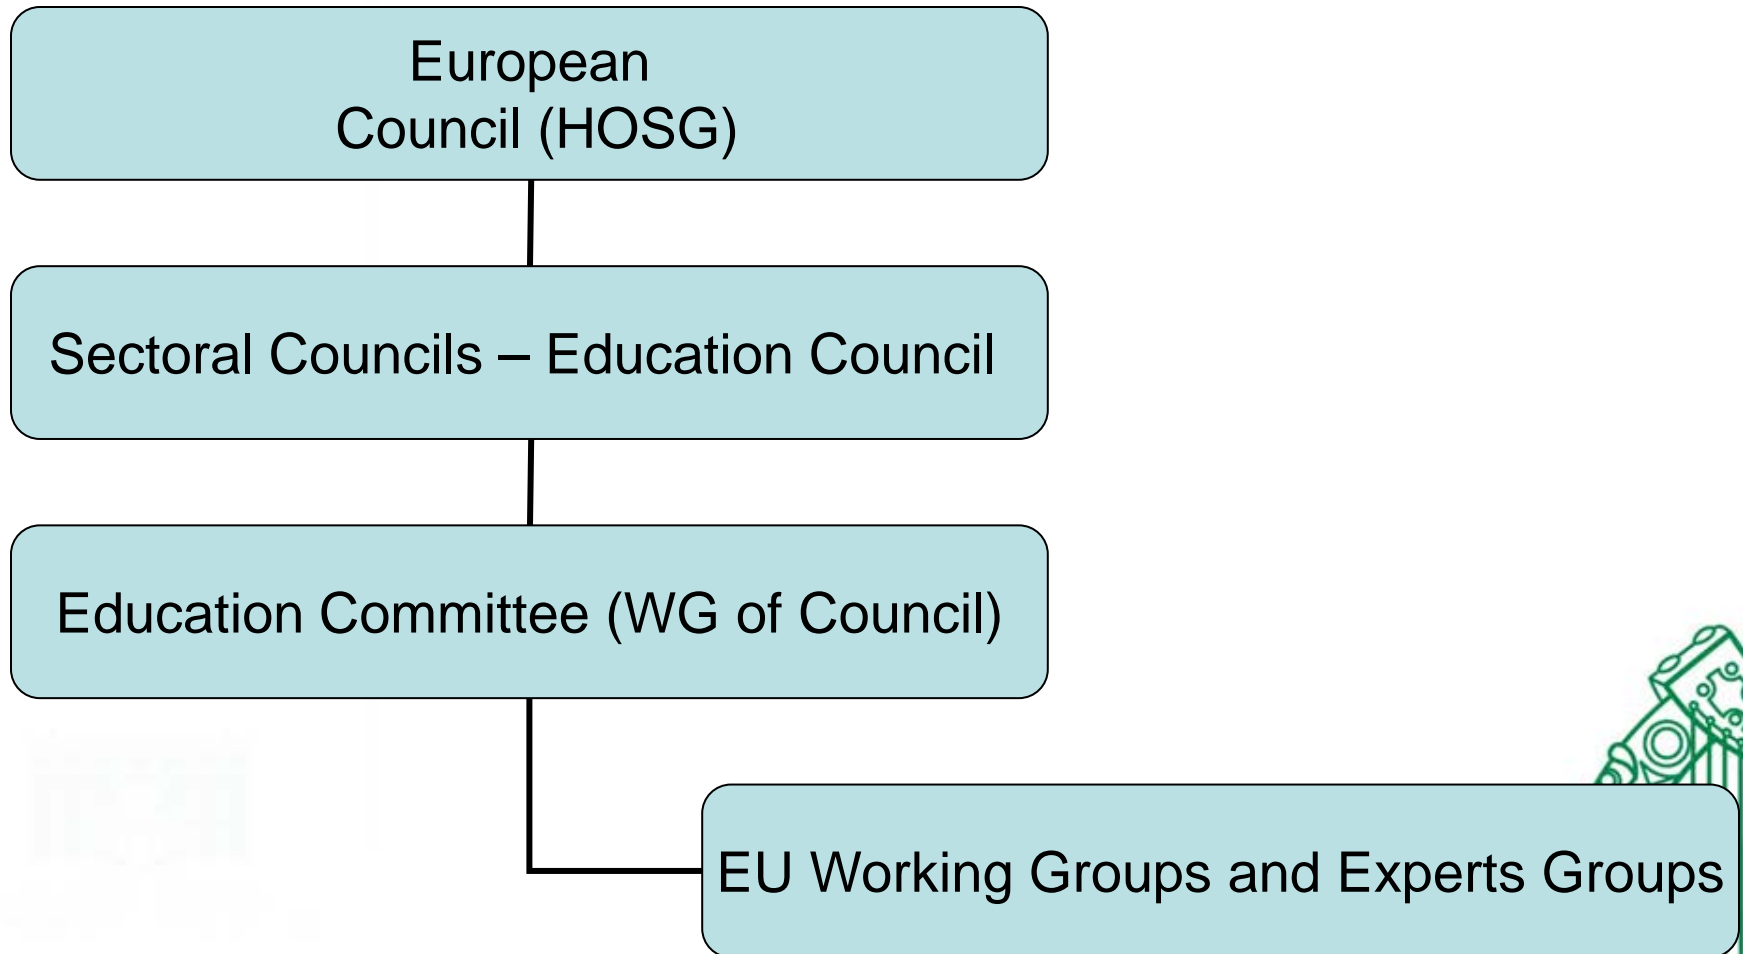 European
Council (HOSG)
Sectoral Councils – Education Council
Education Committee (WG of Council)
EU Working Groups and Experts Groups